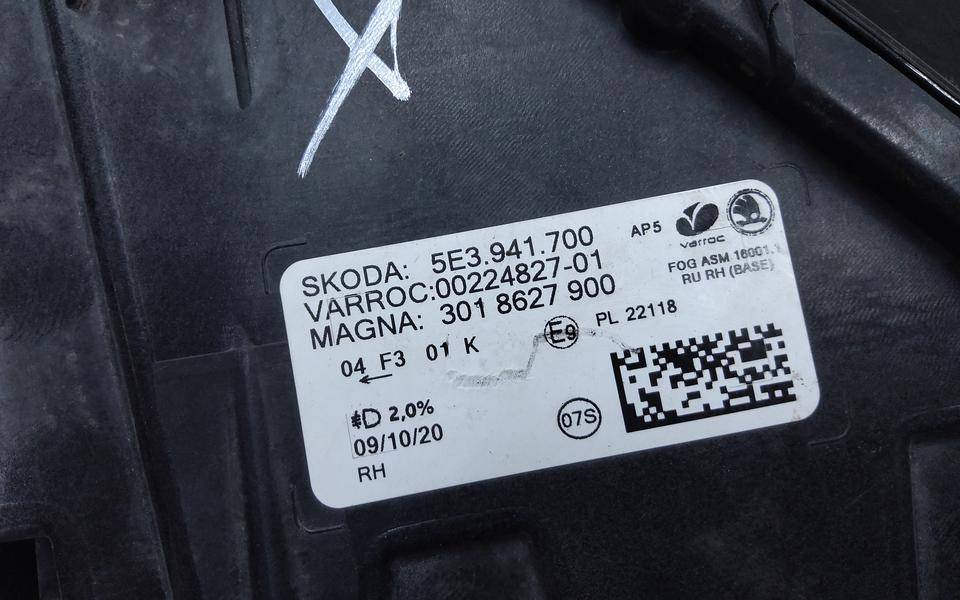 SKODA: 5E3.941.700
VARROC:00224827-01
MAGNA: 301 8627 900
AP5
varroc
FOG ASM 16001.
RU RH (BASE)
04 F3 01 K
E9 PL 22118
D 2,0%
09/10/20
RH
07S